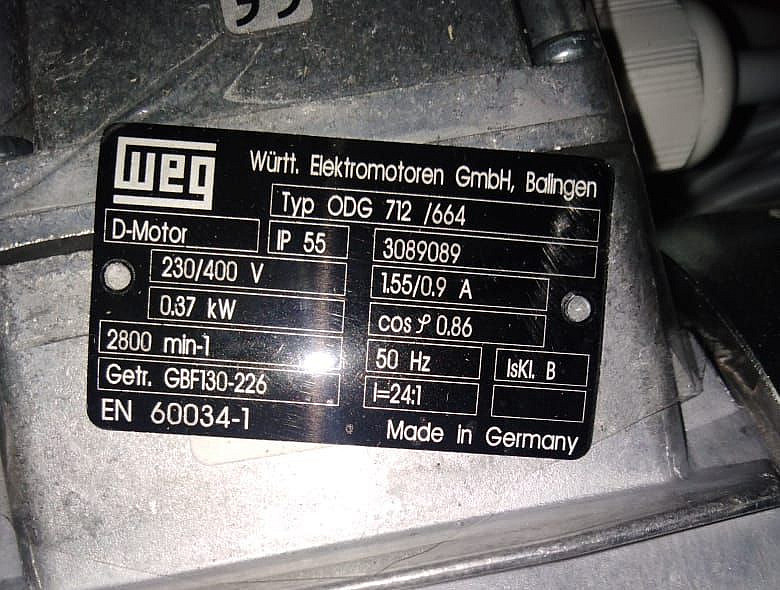 weg
Württ. Elektromotoren GmbH, Balingen
Typ ODG 712 /664
D-Motor
IP 55
3089089
230/400 V
1.55/0.9 A
0.37 kW
cos φ 0.86
2800 min-1
50 Hz
IsKl. B
Getr. GBF130-226
I=24:1
EN 60034-1
Made in Germany